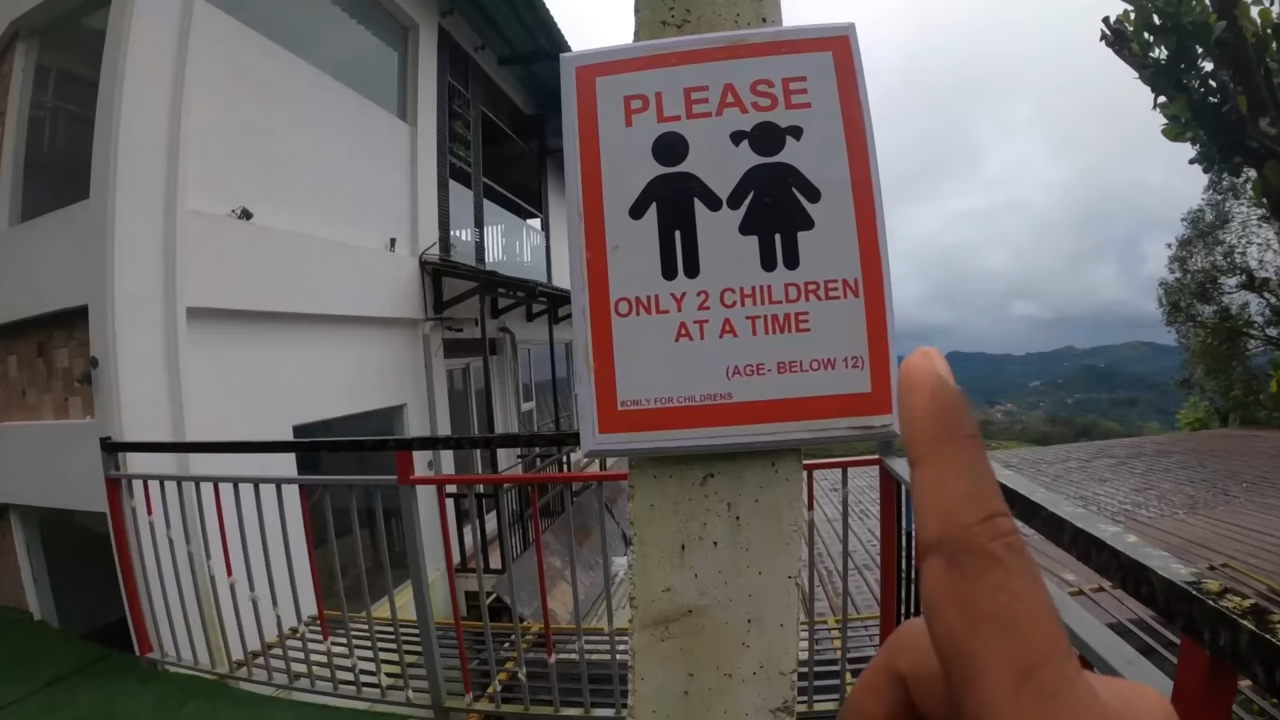 PLEASE
ONLY 2 CHILDREN
AT A TIME
(AGE- BELOW 12)
#ONLY FOR CHILDRENS